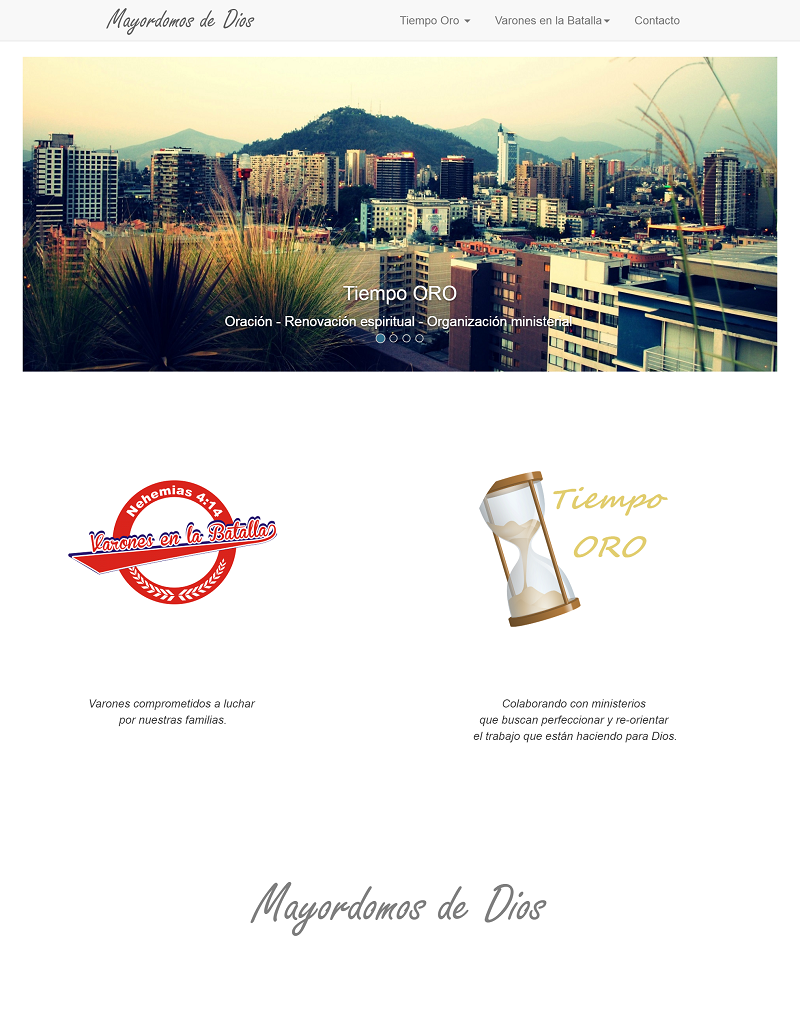 Mayordomos de Dios
Tiempo Oro
Varones en la Batalla
Contacto
Tiempo ORO
Oración - Renovación espiritual - Organización ministerial
Nehemias 4:14
Varones en la Batalla
Tiempo
ORO
Varones comprometidos a luchar
por nuestras familias.
Colaborando con ministerios
que buscan perfeccionar y re-orientar
el trabajo que están haciendo para Dios.
Mayordomos de Dios